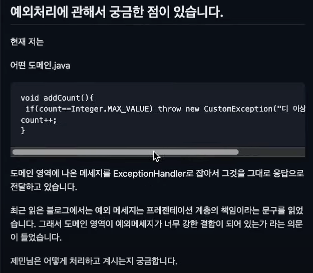 예외처리에 관해서 궁금한 점이 있습니다.
현재 저는
어떤 도메인.java
void addCount(){
if(count==Integer.MAX_VALUE) throw new CustomException("더 이상
count++;
}
도메인 영역에 나온 메세지를 ExceptionHandler로 잡아서 그것을 그대로 응답으로
전달하고 있습니다.
최근 읽은 블로그에서는 예외 메세지는 프레젠테이션 계층의 책임이라는 문구를 읽었
습니다. 그래서 도메인 영역이 예외메세지가 너무 강한 결합이 되어 있는가 라는 의문
이 들었습니다.
제민님은 어떻게 처리하고 계시는지 궁금합니다.